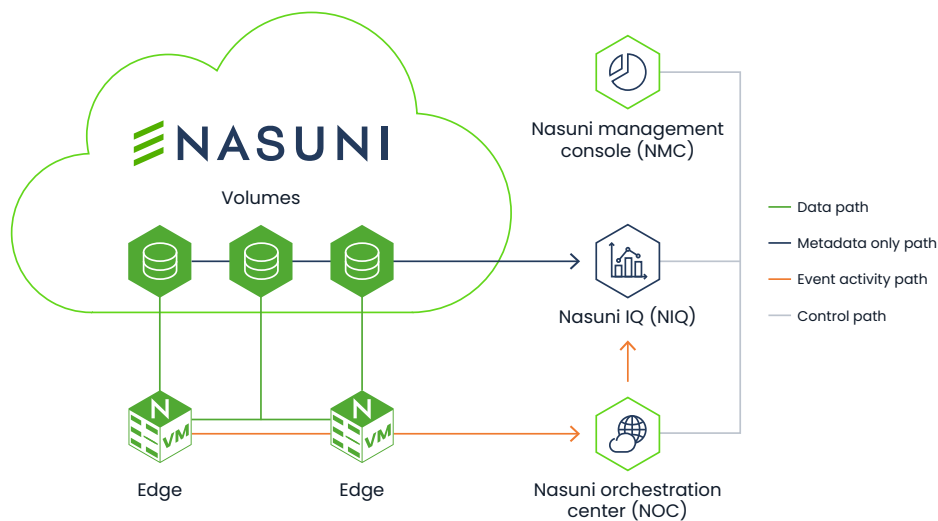 NASUNI
Volumes
Nasuni management
console (NMC)
Data path
Metadata only path
Event activity path
Control path
Nasuni IQ (NIQ)
N
VM
N
VM
Edge
Edge
Nasuni orchestration
center (NOC)